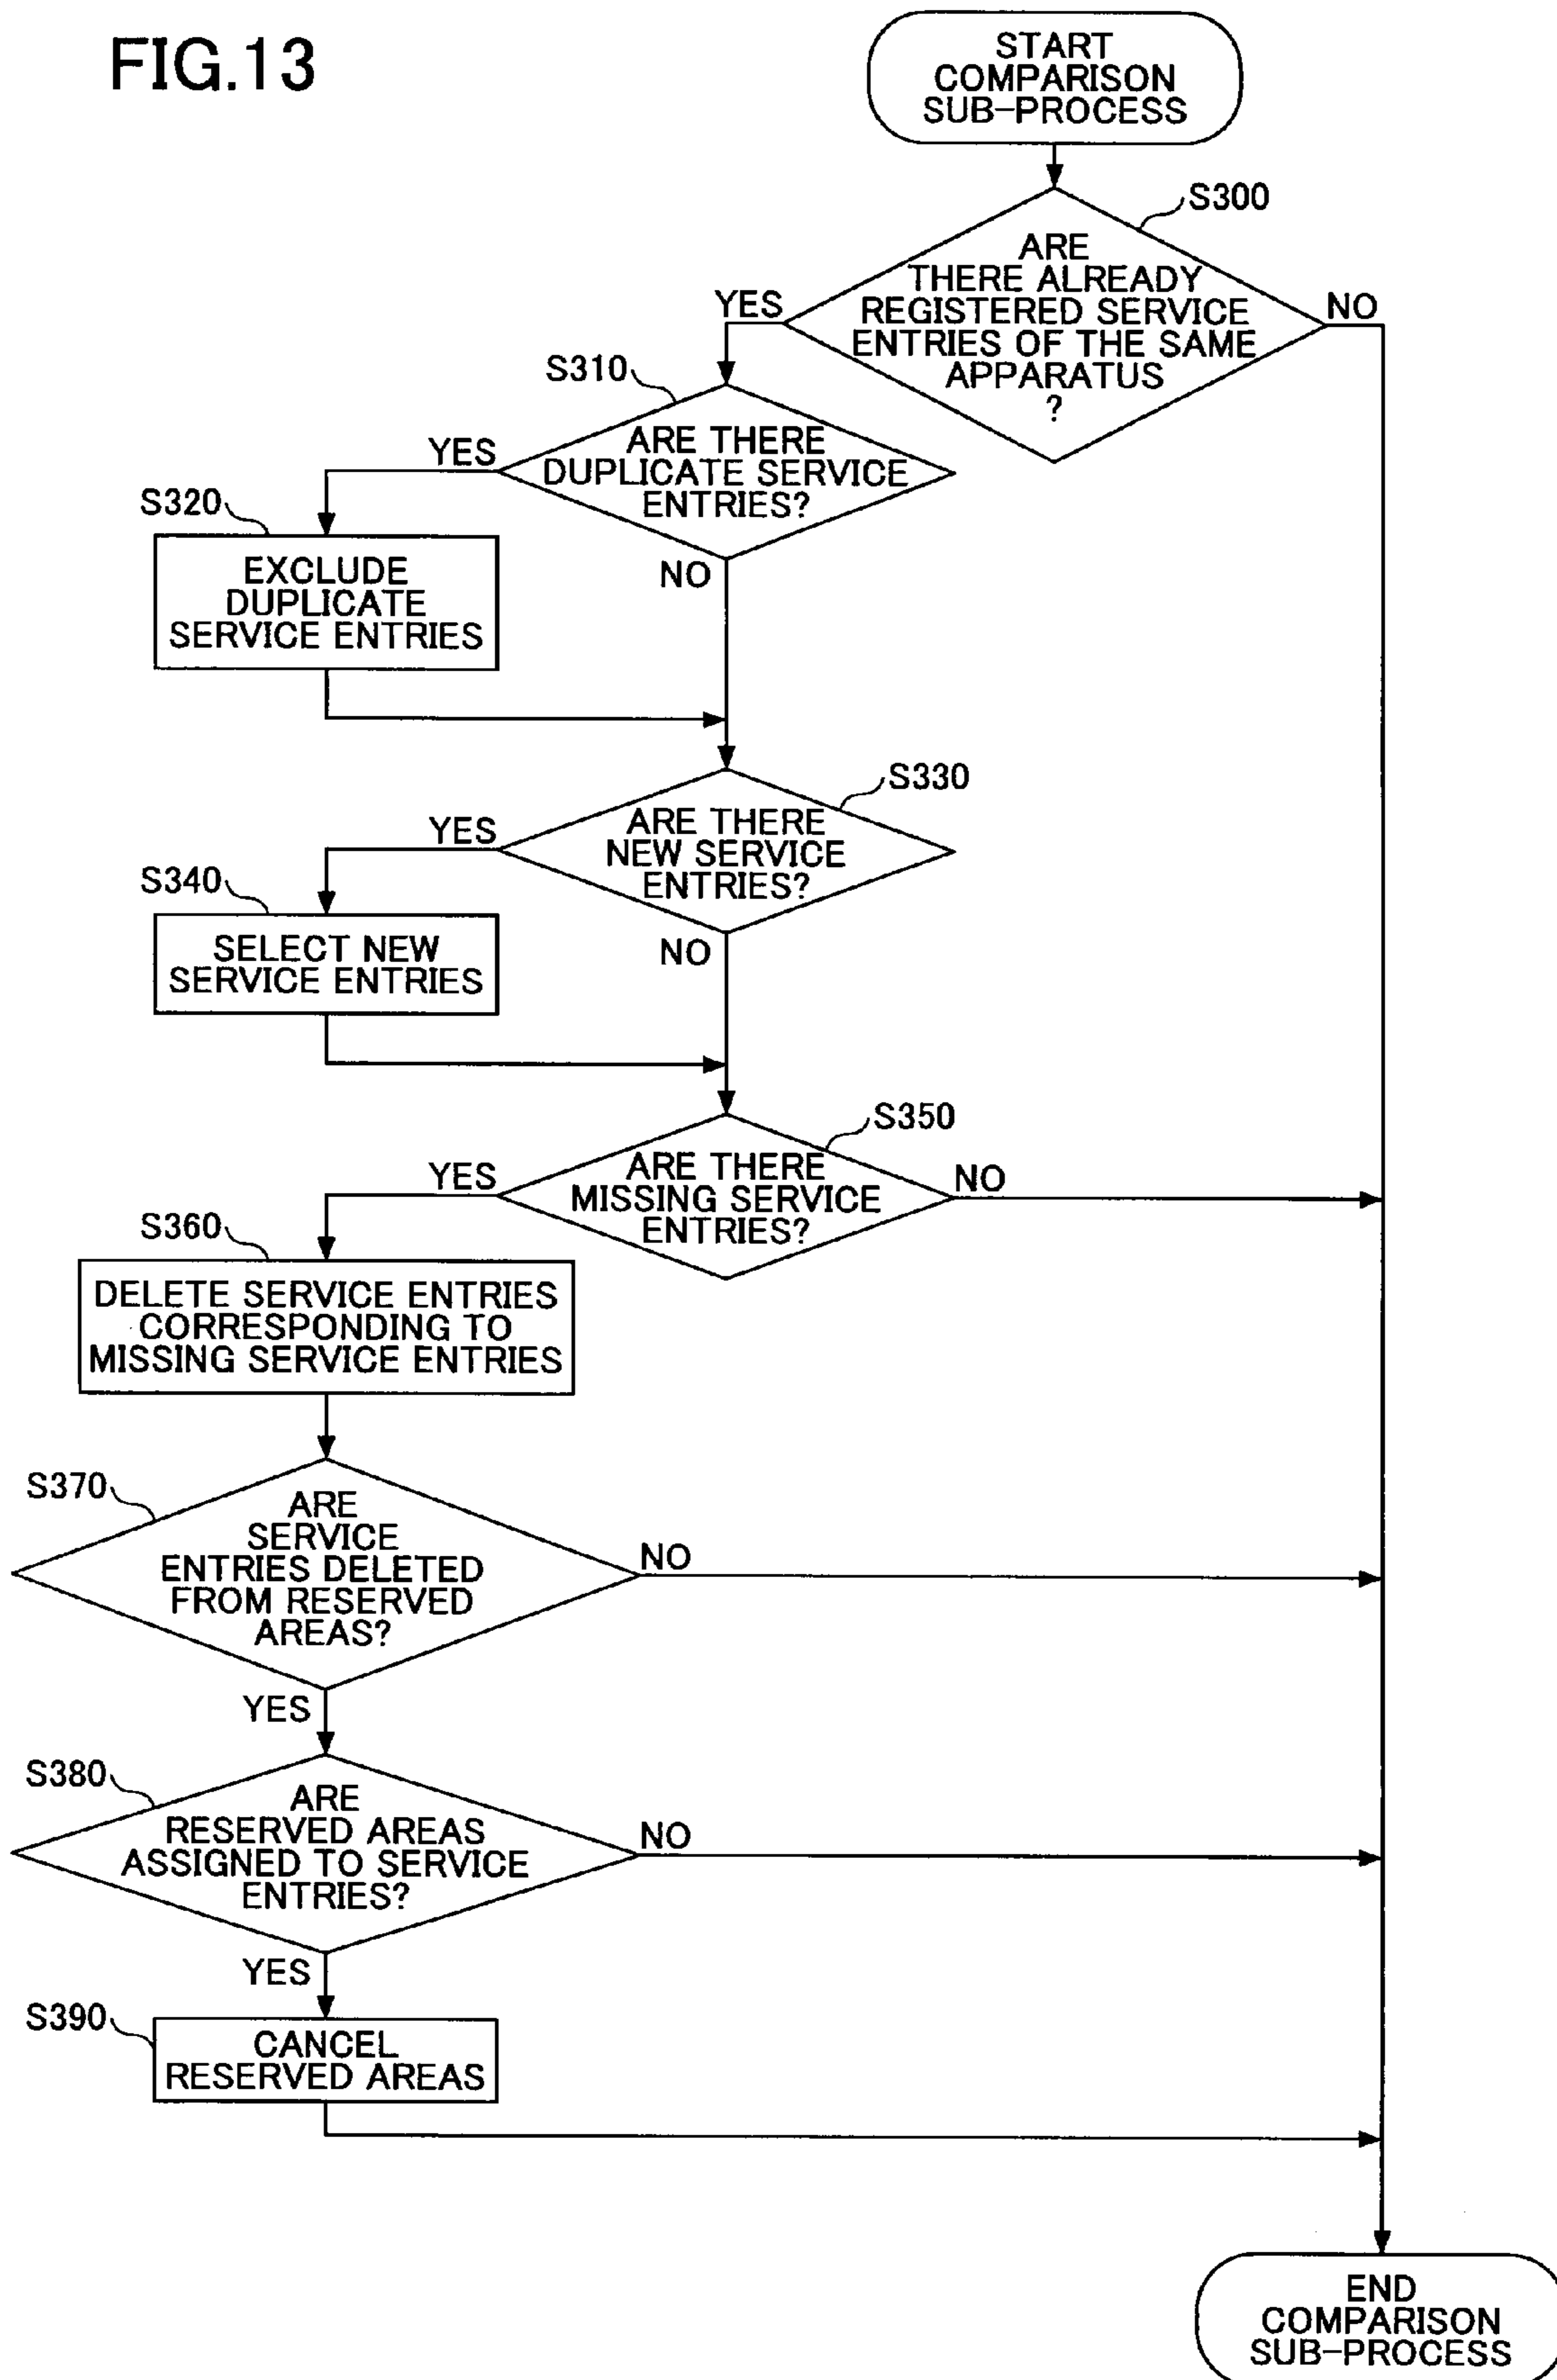 FIG.13
START
COMPARISON
SUB-PROCESS
S300
ARE
THERE ALREADY
REGISTERED SERVICE
ENTRIES OF THE SAME
APPARATUS
?
YES
NO
S310
ARE THERE
DUPLICATE SERVICE
ENTRIES?
YES
NO
S320
EXCLUDE
DUPLICATE
SERVICE ENTRIES
S330
ARE THERE
NEW SERVICE
ENTRIES?
YES
NO
S340
SELECT NEW
SERVICE ENTRIES
S350
ARE THERE
MISSING SERVICE
ENTRIES?
YES
NO
S360
DELETE SERVICE ENTRIES
CORRESPONDING TO
MISSING SERVICE ENTRIES
S370
ARE
SERVICE
ENTRIES DELETED
FROM RESERVED
AREAS?
NO
YES
S380
ARE
RESERVED AREAS
ASSIGNED TO SERVICE
ENTRIES?
NO
YES
S390
CANCEL
RESERVED AREAS
END
COMPARISON
SUB-PROCESS